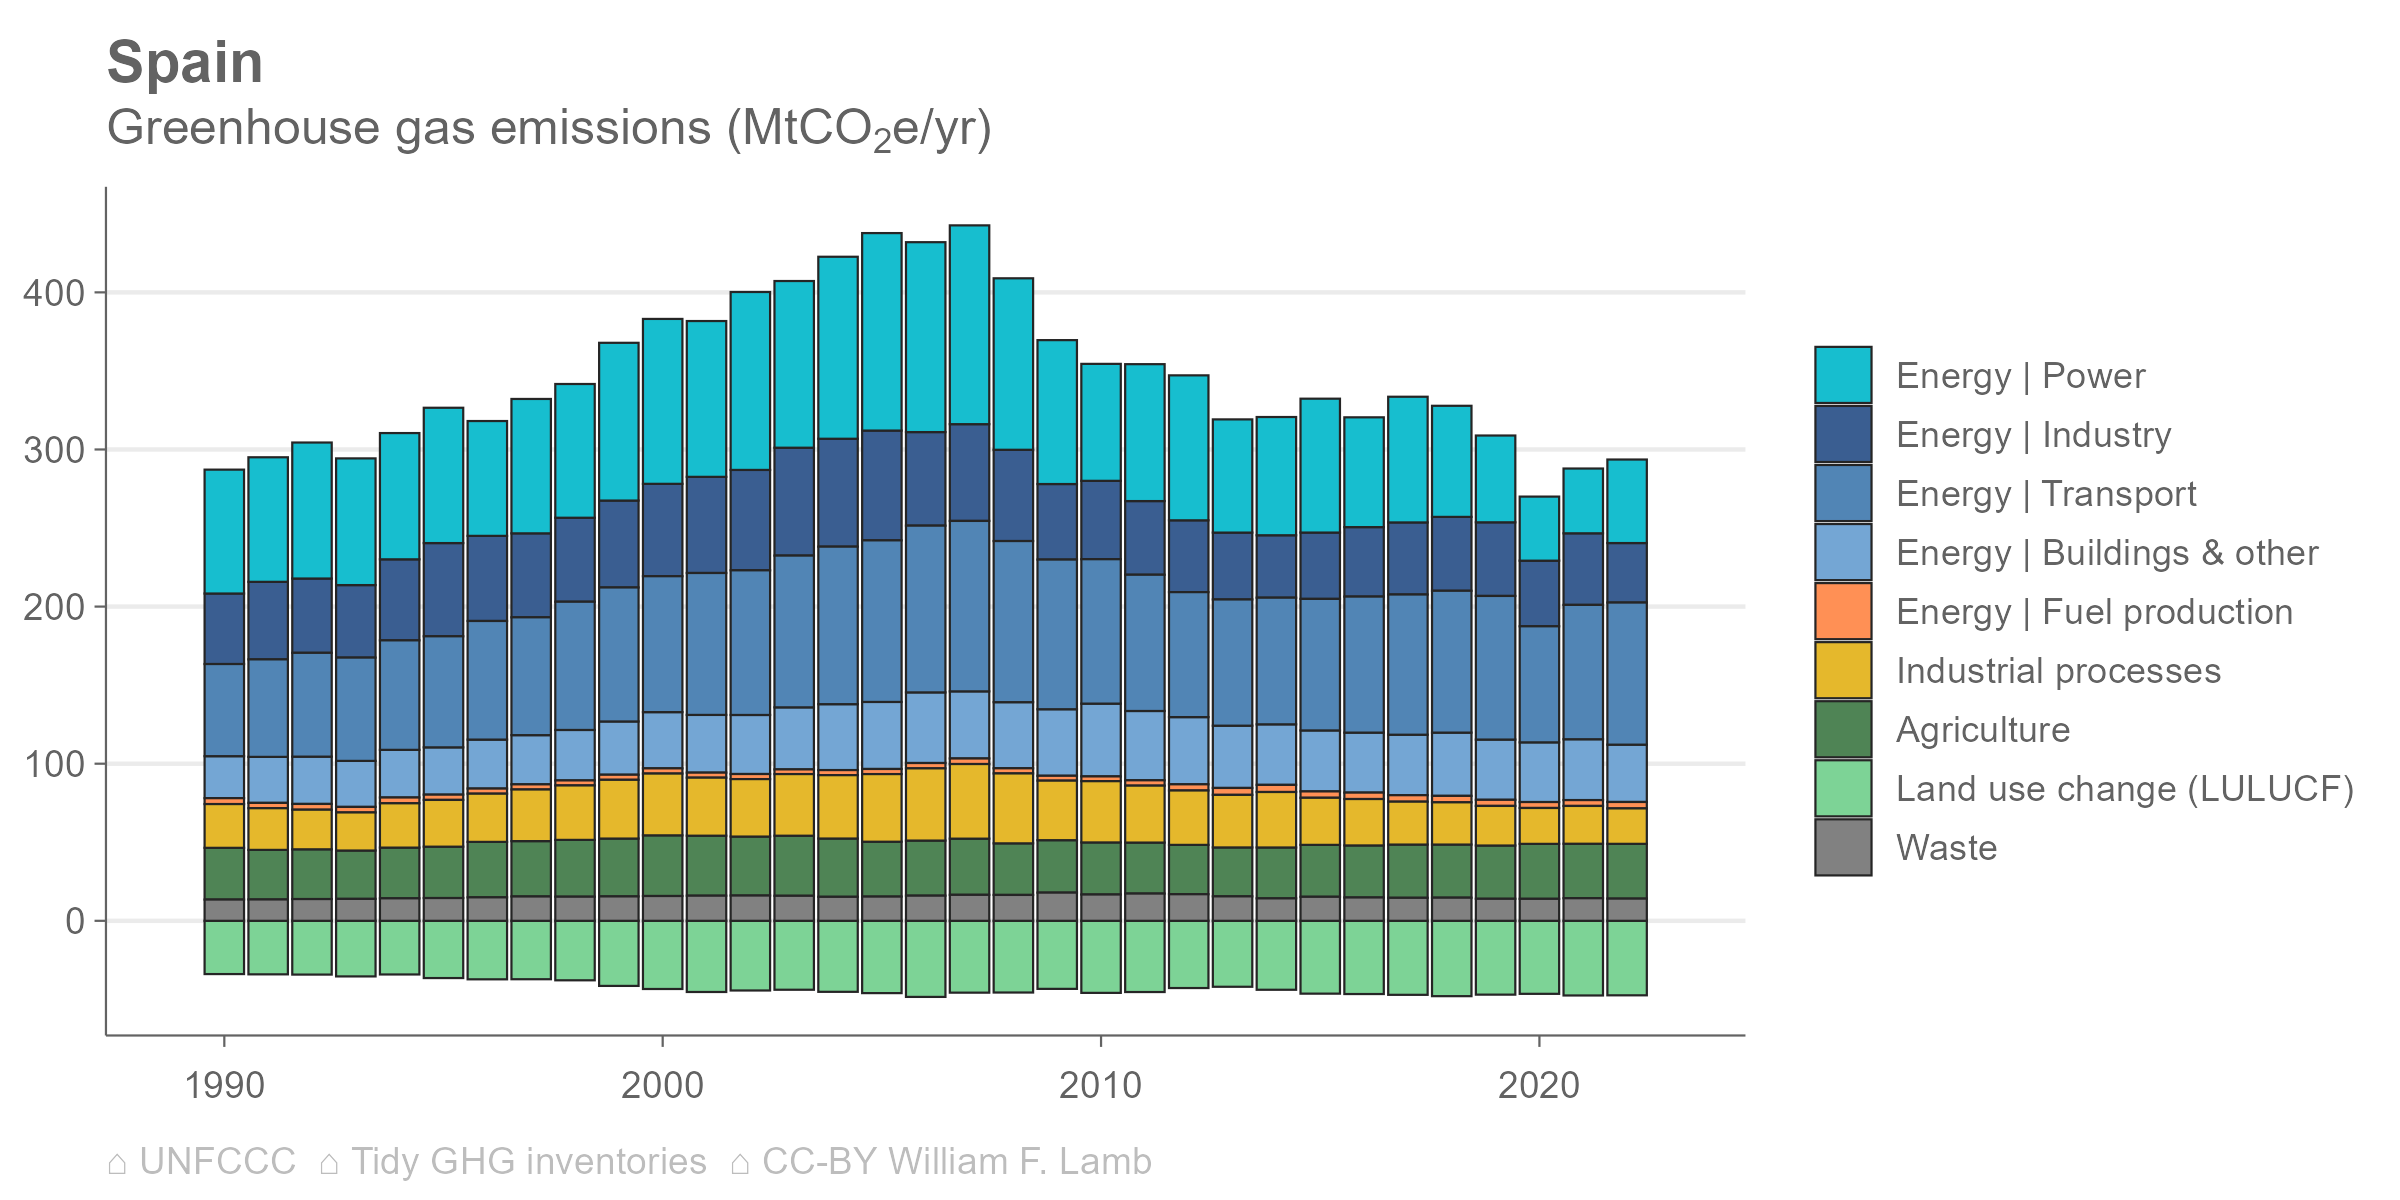 Spain
Greenhouse gas emissions (MtCO₂e/yr)
400
300
200
100
0
1990
2000
2010
2020
Energy | Power
Energy | Industry
Energy | Transport
Energy | Buildings & other
Energy | Fuel production
Industrial processes
Agriculture
Land use change (LULUCF)
Waste
⌂ UNFCCC ⌂ Tidy GHG inventories ⌂ CC-BY William F. Lamb